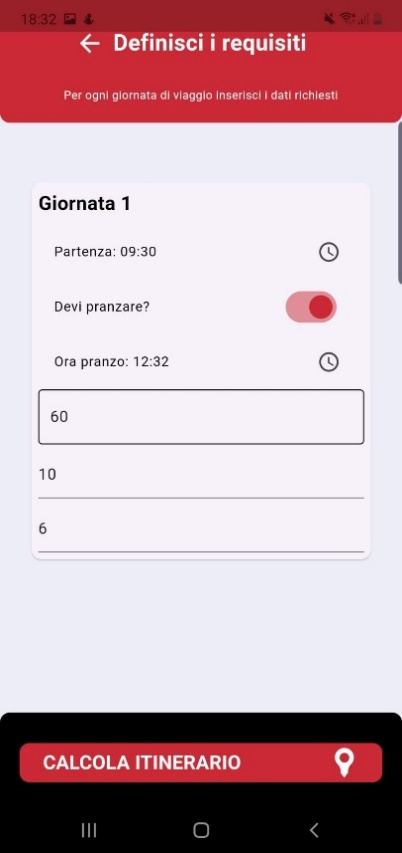 18:32
Definisci i requisiti
Per ogni giornata di viaggio inserisci i dati richiesti
Giornata 1
Partenza: 09:30
Devi pranzare?
Ora pranzo: 12:32
60
10
6
CALCOLA ITINERARIO